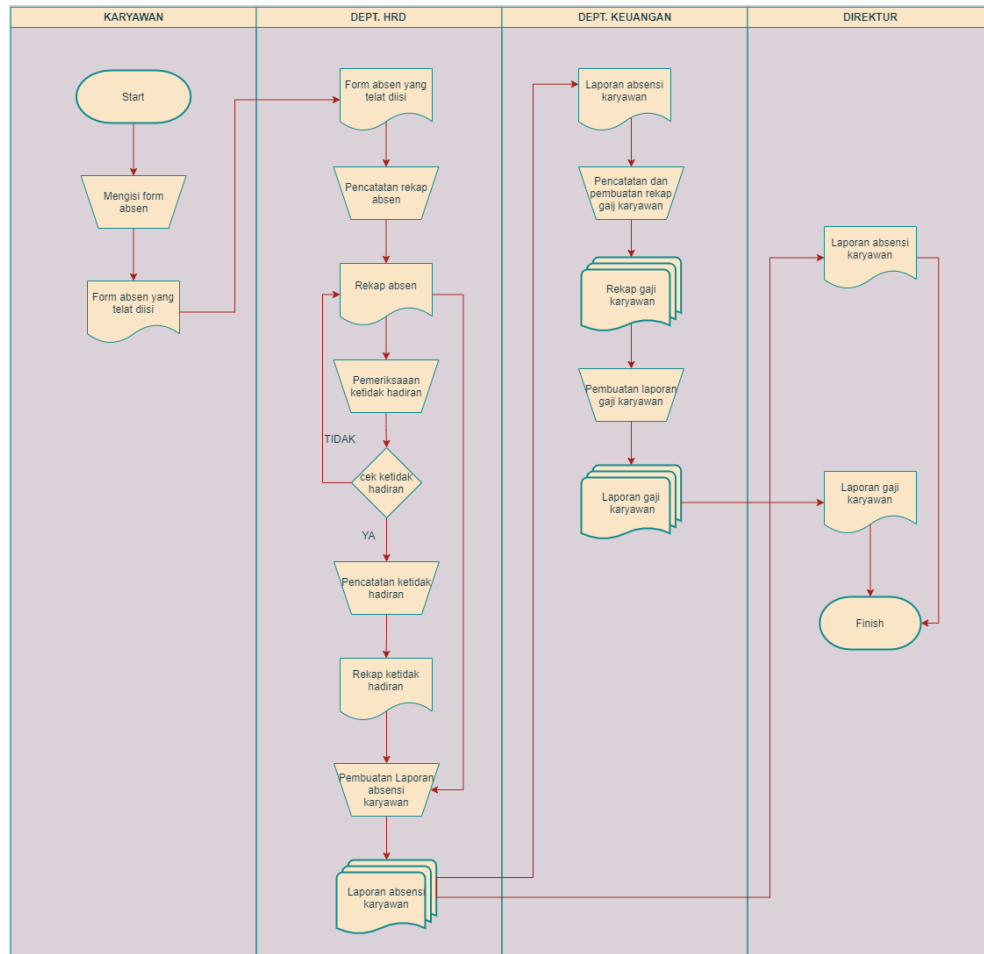 KARYAWAN
DEPT. HRD
DEPT. KEUANGAN
DIREKTUR
Start
Mengisi form
absen
Form absen yang
telat diisi
Form absen yang
telat diisi
Pencatatan rekap
absen
Rekap absen
Pemeriksaaan
ketidak hadiran
TIDAK
cek ketidak
hadiran
YA
Pencatatan ketidak
hadiran
Rekap ketidak
hadiran
Pembuatan Laporan
absensi
karyawan
Laporan absensi
karyawan
Laporan absensi
karyawan
Pencatatan dan
pembuatan rekap
gaij karyawan
Rekap gaji
karyawan
Pembuatan laporan
gaji karyawan
Laporan gaji
karyawan
Laporan absensi
karyawan
Laporan gaji
karyawan
Finish